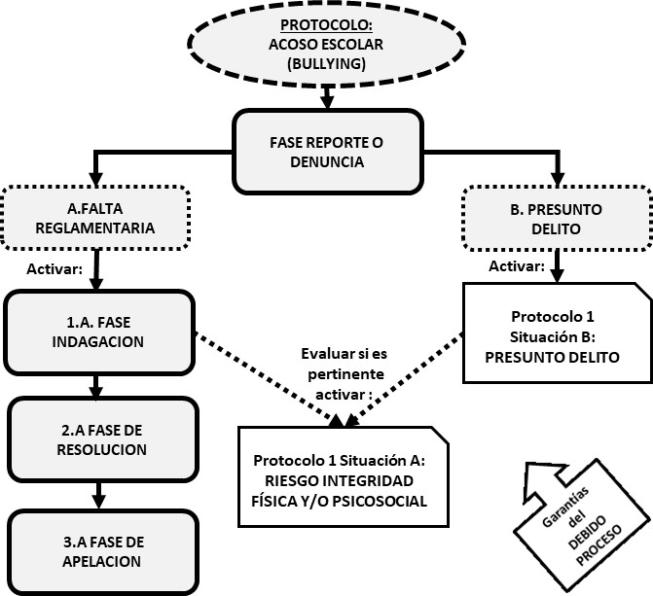 PROTOCOLO:
ACOSO ESCOLAR
(BULLYING)
FASE REPORTE O
DENUNCIA
A.FALTA
REGLAMENTARIA
B. PRESUNTO
DELITO
Activar:
Activar:
1.A. FASE
INDAGACION
Protocolo 1
Situación B:
PRESUNTO DELITO
Evaluar si es
pertinente
activar :
2.A FASE DE
RESOLUCION
Protocolo 1 Situación A:
RIESGO INTEGRIDAD
FÍSICA Y/O PSICOSOCIAL
3.A FASE DE
APELACION
Garantías
del
DEBIDO
PROCESO